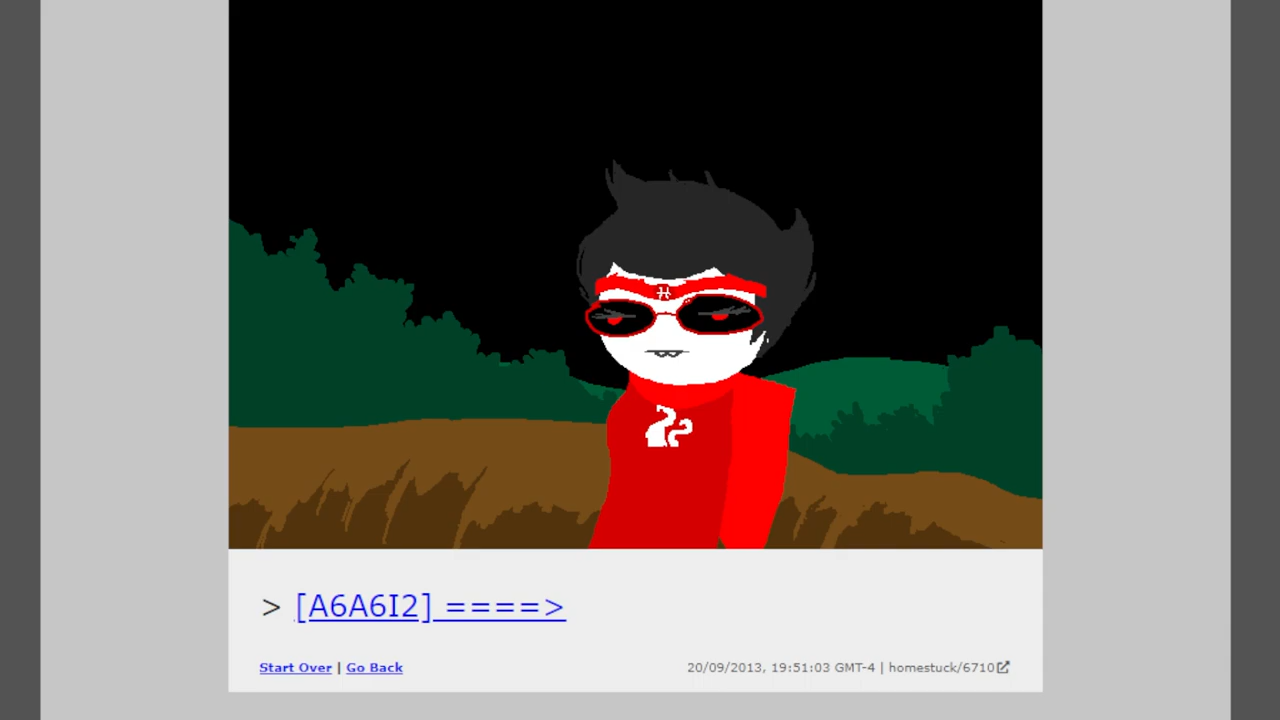 > [A6A6I2] ====>
Start Over | Go Back
20/09/2013, 19:51:03 GMT-4 | homestuck/6710